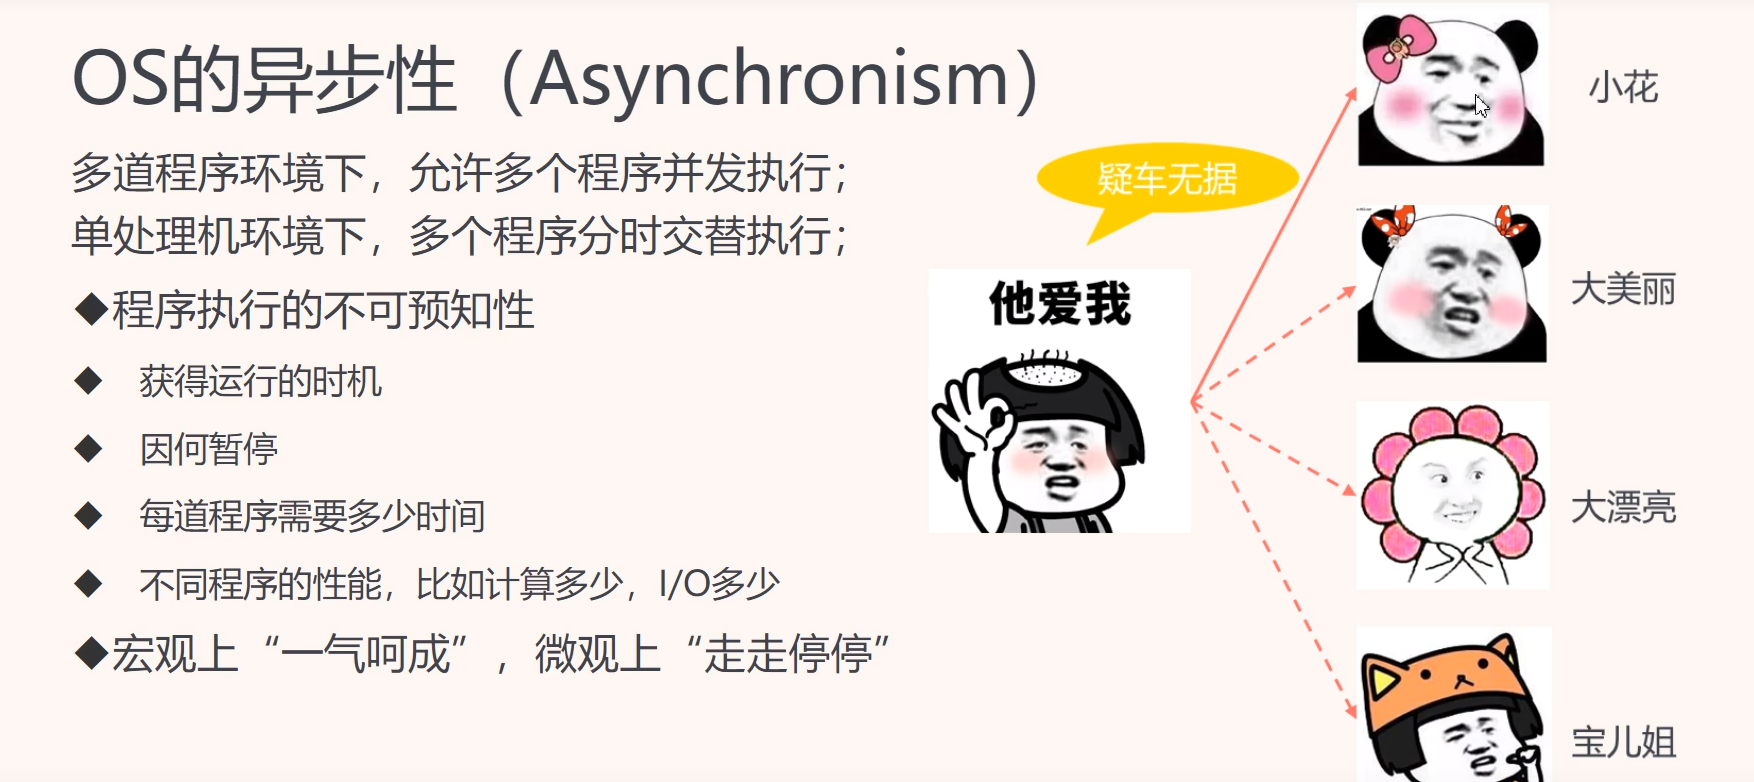 OS的异步性（Asynchronism）
多道程序环境下，允许多个程序并发执行；
单处理机环境下，多个程序分时交替执行；
◆程序执行的不可预知性
◆ 获得运行的时机
◆ 因何暂停
◆ 每道程序需要多少时间
◆ 不同程序的性能，比如计算多少，I/O多少
◆宏观上“一气呵成”，微观上“走走停停”
疑车无据
他爱我
小花
大美丽
大漂亮
宝儿姐